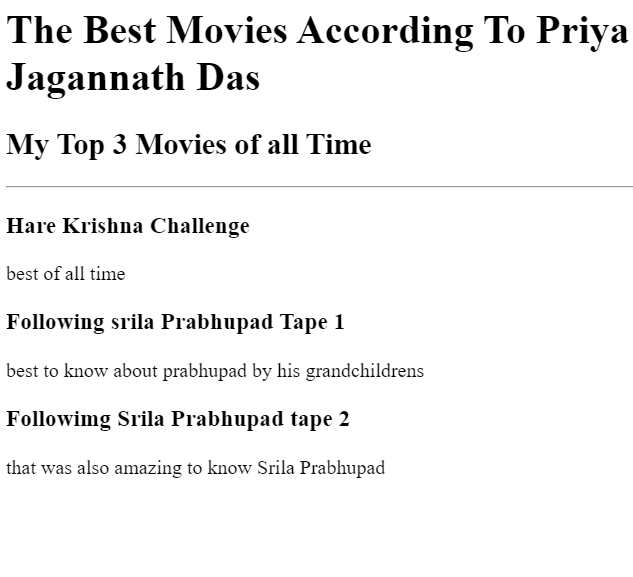 The Best Movies According To Priya
Jagannath Das
My Top 3 Movies of all Time
Hare Krishna Challenge
best of all time
Following srila Prabhupad Tape 1
best to know about prabhupad by his grandchildrens
Followimg Srila Prabhupad tape 2
that was also amazing to know Srila Prabhupad